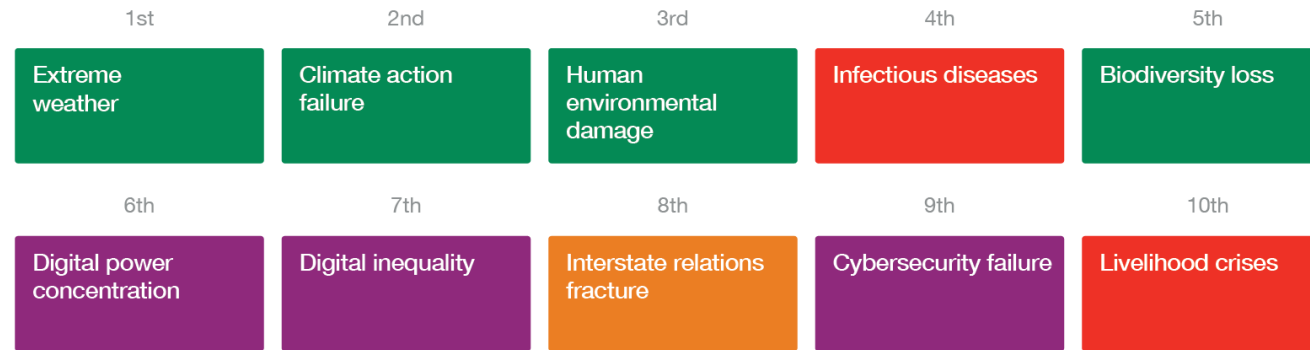 1st
2nd
3rd
4th
5th
Extreme
weather
Climate action
failure
Human
environmental
damage
Infectious diseases
Biodiversity loss
6th
7th
8th
9th
10th
Digital power
concentration
Digital inequality
Interstate relations
fracture
Cybersecurity failure
Livelihood crises